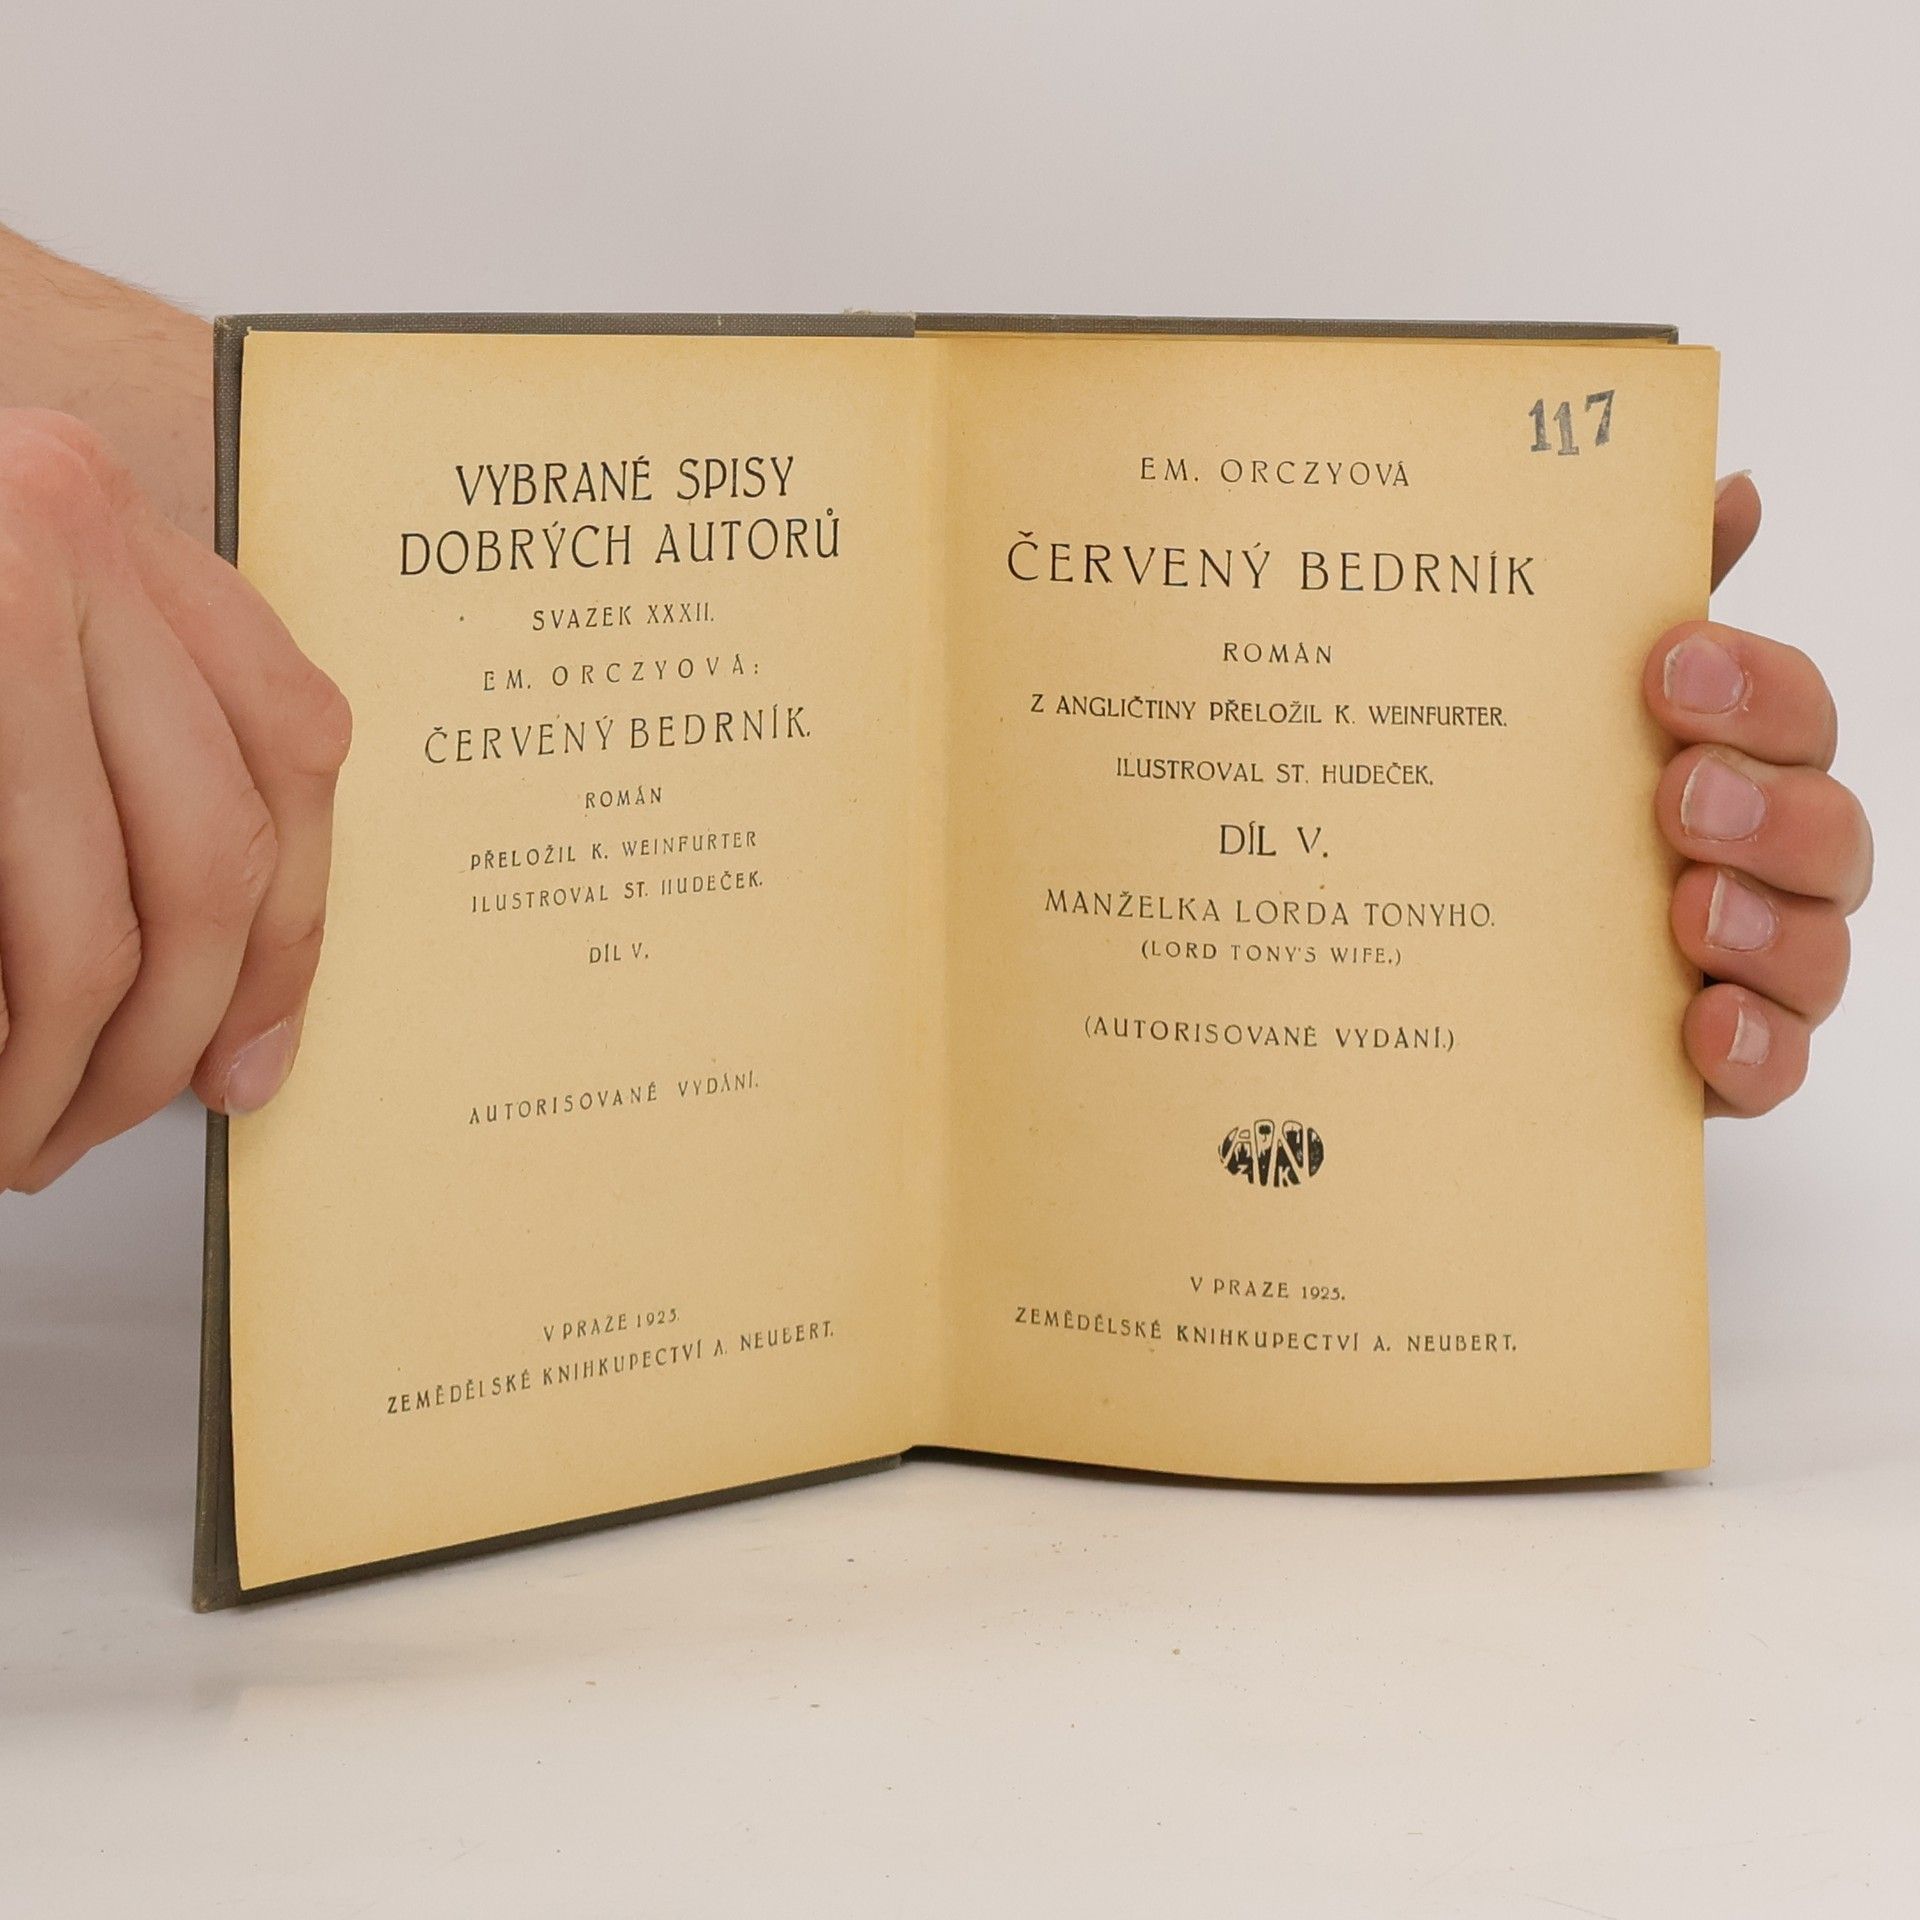 VYBRANÉ SPISY
DOBRÝCH AUTORŮ
SVAZEK XXXII.
EM. ORCZYOVÁ:
ČERVENÝ BEDRNÍK.
ROMÁN
PŘELOŽIL K. WEINFURTER
ILUSTROVAL ST. HUDEČEK.
DÍL V.
AUTORISOVANÉ VYDÁNÍ.
V PRAZE 1925.
ZEMĚDĚLSKÉ KNIHKUPECTVÍ A. NEUBERT.
117
EM. ORCZYOVÁ
ČERVENÝ BEDRNÍK
ROMÁN
Z ANGLIČTINY PŘELOŽIL K. WEINFURTER.
ILUSTROVAL ST. HUDEČEK.
DÍL V.
MANŽELKA LORDA TONYHO.
(LORD TONY'S WIFE.)
(AUTORISOVANÉ VYDÁNÍ.)
V PRAZE 1925.
ZEMĚDĚLSKÉ KNIHKUPECTVÍ A. NEUBERT.